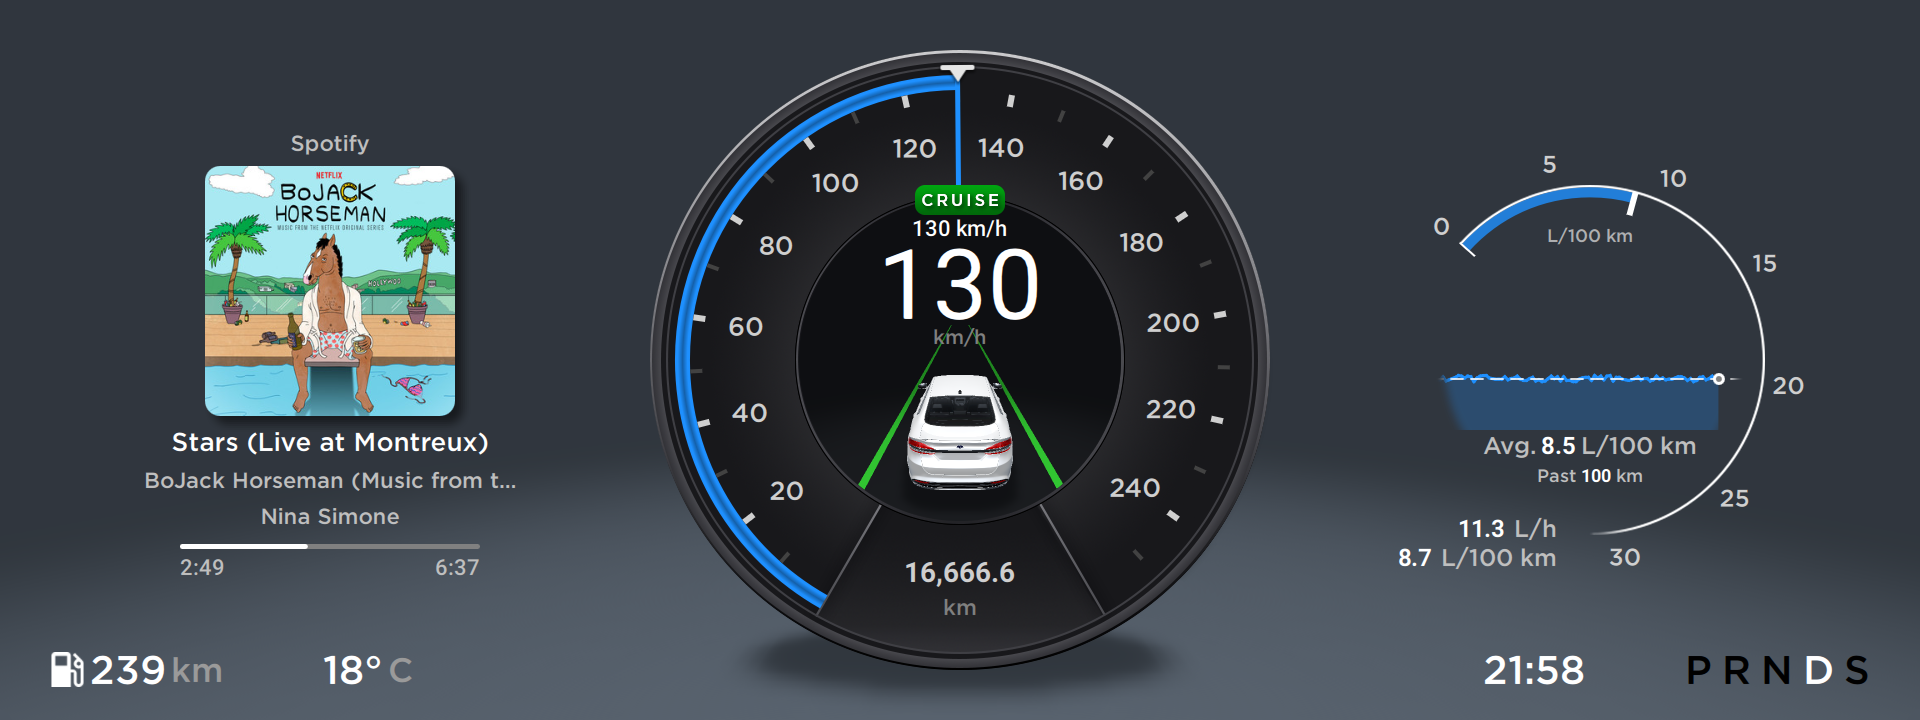 Spotify
NETFLIX
BOJACK
HORSEMAN
MUSIC FROM THE NETFLIX ORIGINAL SERIES
Stars (Live at Montreux)
BoJack Horseman (Music from t...
Nina Simone
2:49 6:37
239 km 18° C
20
40
60
80
100
120
140
160
180
200
220
240
CRUISE
130 km/h
130
km/h
16,666.6
km
0
5
10
15
20
25
30
L/100 km
Avg. 8.5 L/100 km
Past 100 km
11.3 L/h
8.7 L/100 km
21:58 P R N D S